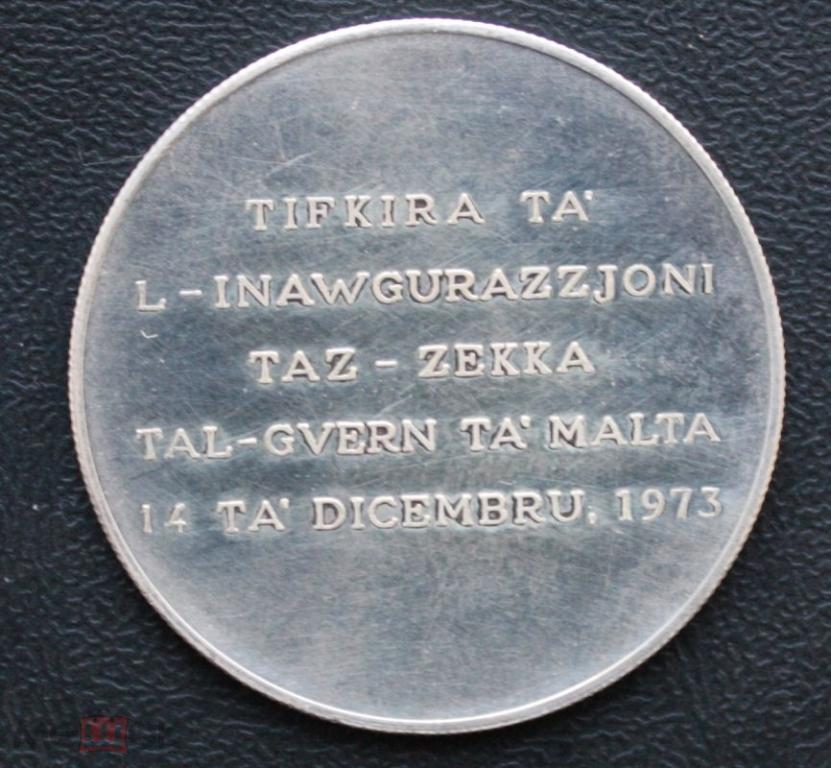 TIFKIRA TA'
L-INAWGURAZZJONI
TAZ-ZEKKA
TAL-GVERN TA' MALTA
14 TA' DICEMBRU, 1973